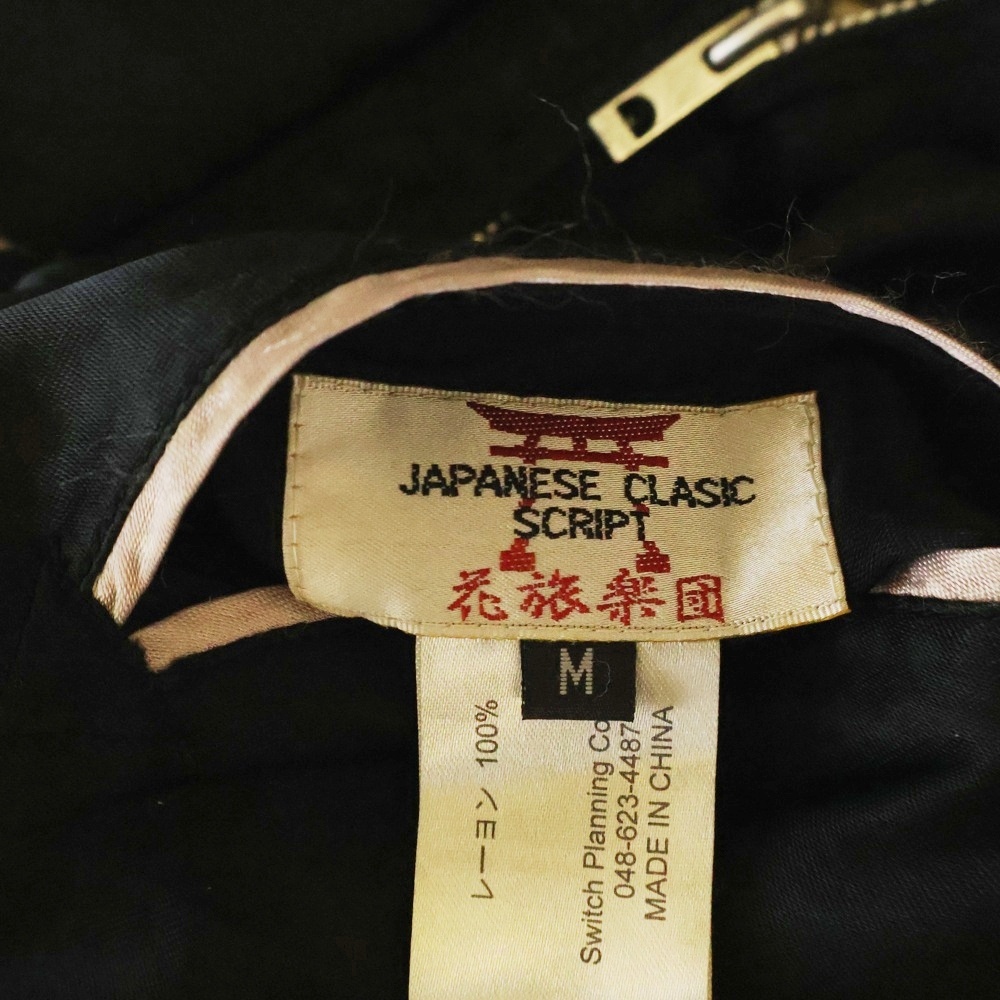 JAPANESE CLASIC
SCRIPT
花旅楽団
M
レーヨン 100%
Switch Planning Co
048-623-4487
MADE IN CHINA